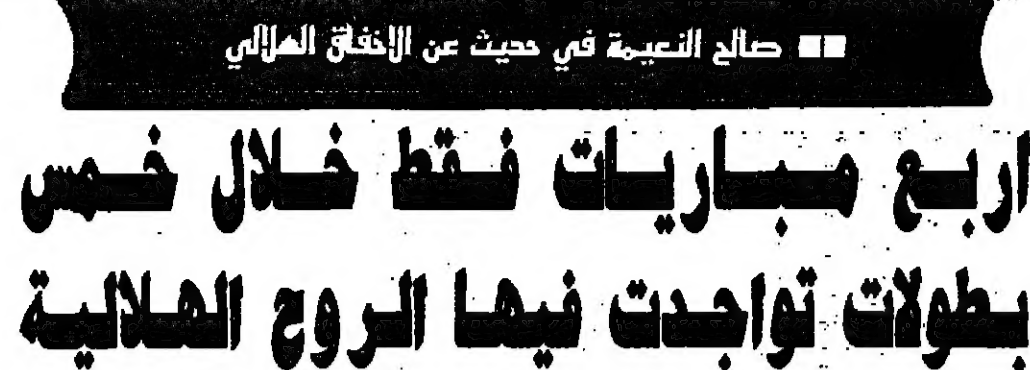 ■■ صالح النعيمة في حديث عن الاخفاق الهلالي
اربع مباريات فقط خلال خمس
بطولات تواجدت فيها الروح الهلالية